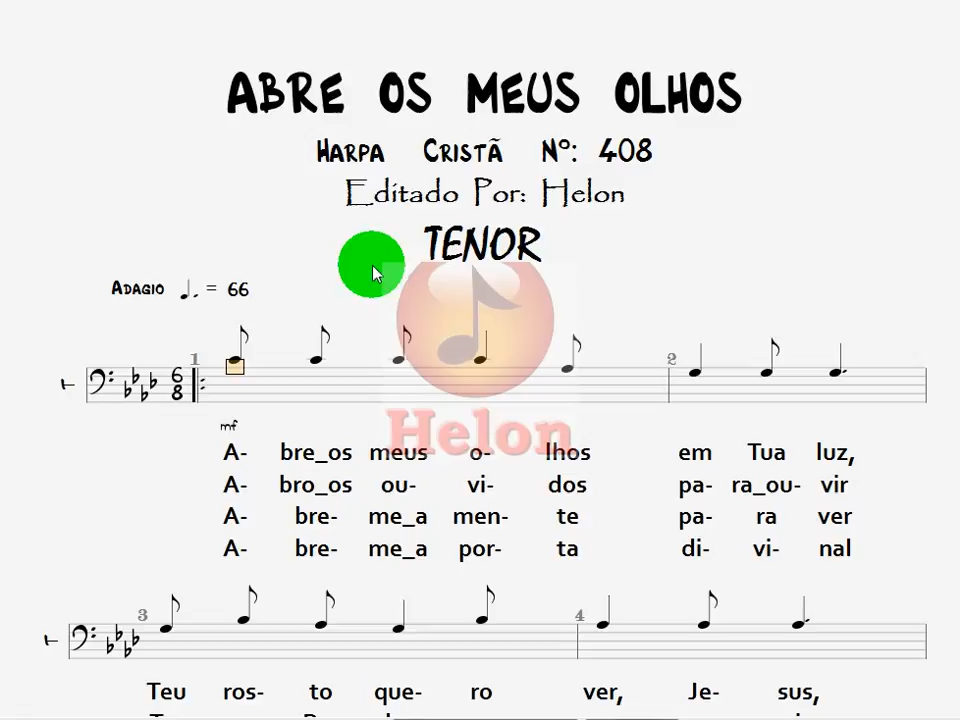 ABRE OS MEUS OLHOS
HARPA CRISTÃ Nº: 408
Editado Por: Helon
TENOR
ADAGIO ♩. = 66
Helon
1
2
T
6
8
mf
A- bre_os meus o- lhos em Tua luz,
A- bro_os ou- vi- dos pa- ra_ou- vir
A- bre- me_a men- te pa- ra ver
A- bre- me_a por- ta di- vi- nal
3
4
T
Teu ros- to que- ro ver, Je- sus,